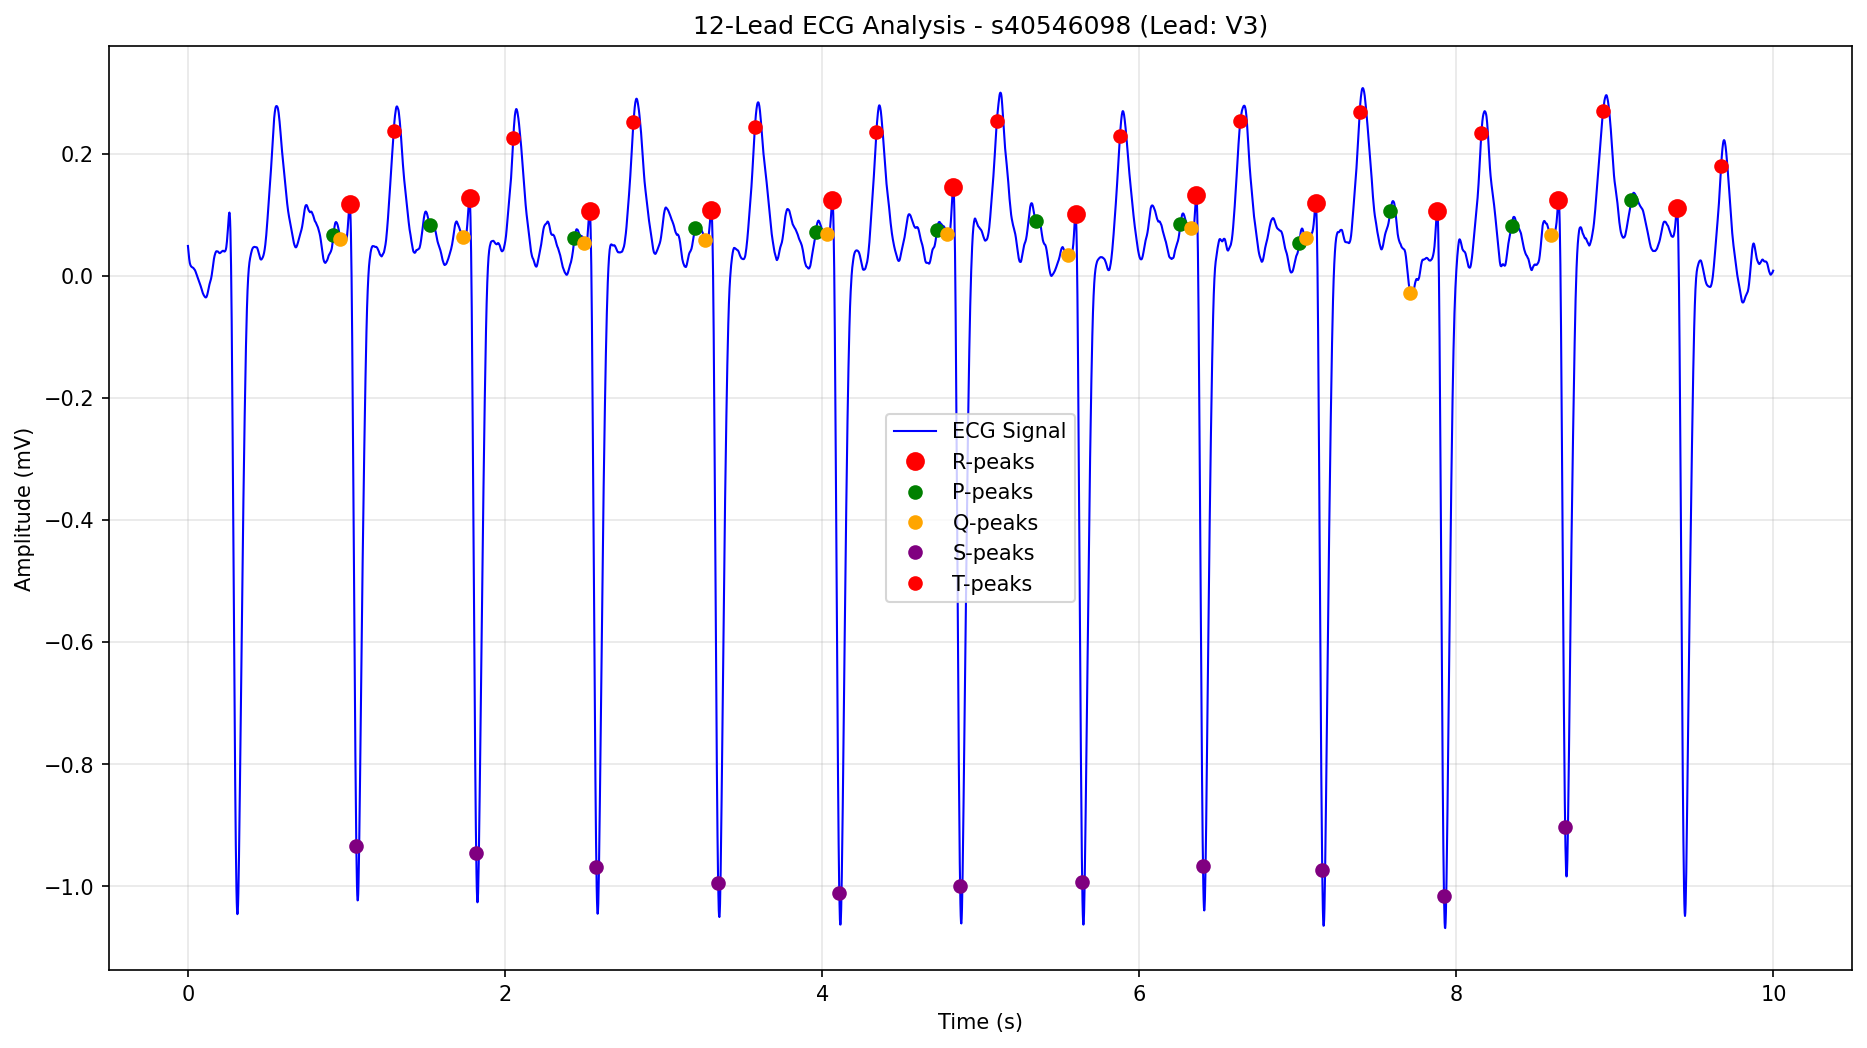 12-Lead ECG Analysis - s40546098 (Lead: V3)
Amplitude (mV)
0.2
0.0
−0.2
−0.4
−0.6
−0.8
−1.0
ECG Signal
R-peaks
P-peaks
Q-peaks
S-peaks
T-peaks
0 2 4 6 8 10
Time (s)